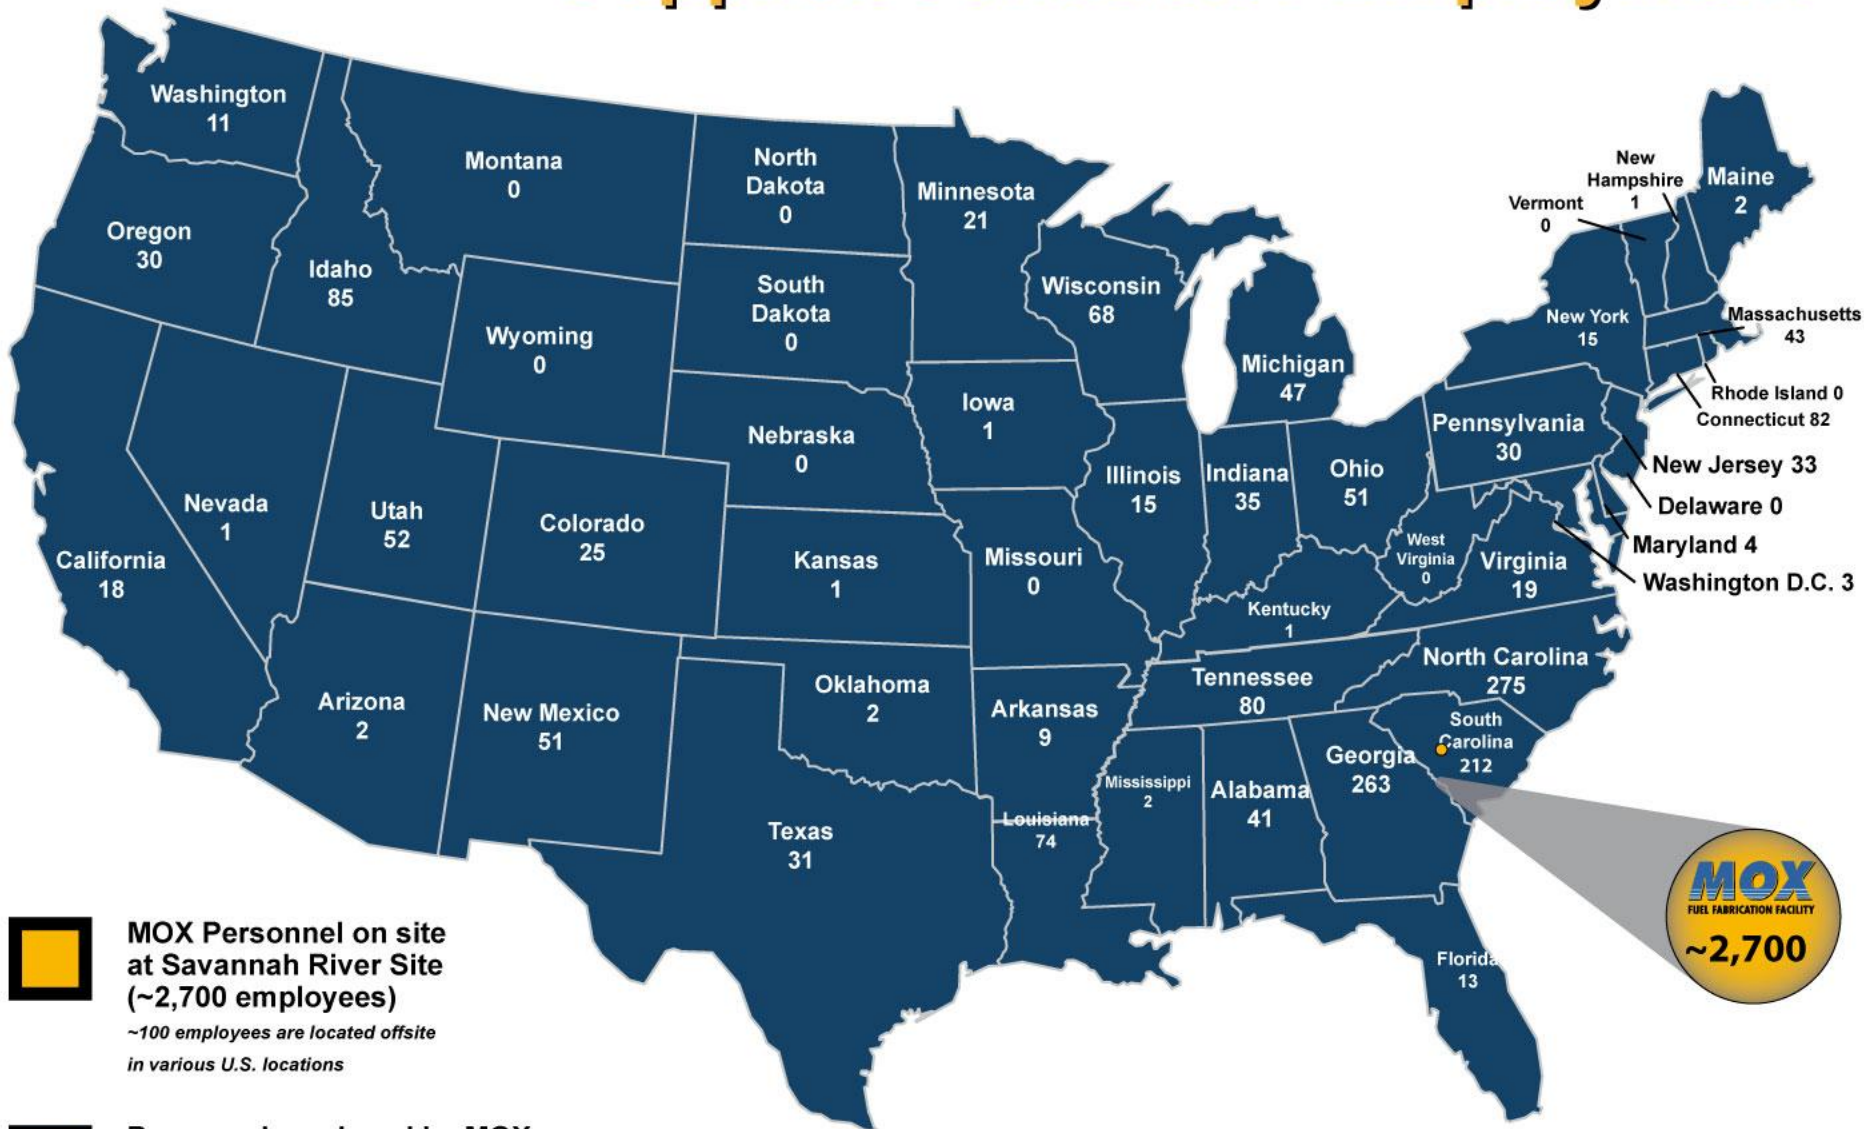 Washington
11
Montana
0
North
Dakota
0
Minnesota
21
New
Hampshire
1
Vermont
0
Maine
2
Oregon
30
Idaho
85
South
Dakota
0
Wisconsin
68
Wyoming
0
Michigan
47
New York
15
Massachusetts
43
Rhode Island 0
Connecticut 82
Iowa
1
Nebraska
0
Pennsylvania
30
New Jersey 33
Delaware 0
Maryland 4
Washington D.C. 3
Illinois
15
Indiana
35
Ohio
51
Nevada
1
Utah
52
Colorado
25
California
18
Kansas
1
Missouri
0
West
Virginia
0
Virginia
19
Kentucky
1
North Carolina
275
Tennessee
80
Arizona
2
New Mexico
51
Oklahoma
2
Arkansas
9
South
Carolina
212
Georgia
263
Mississippi
2
Alabama
41
Louisiana
74
Texas
31
Florida
13
MOX
FUEL FABRICATION FACILITY
~2,700
MOX Personnel on site
at Savannah River Site
(~2,700 employees)
~100 employees are located offsite
in various U.S. locations